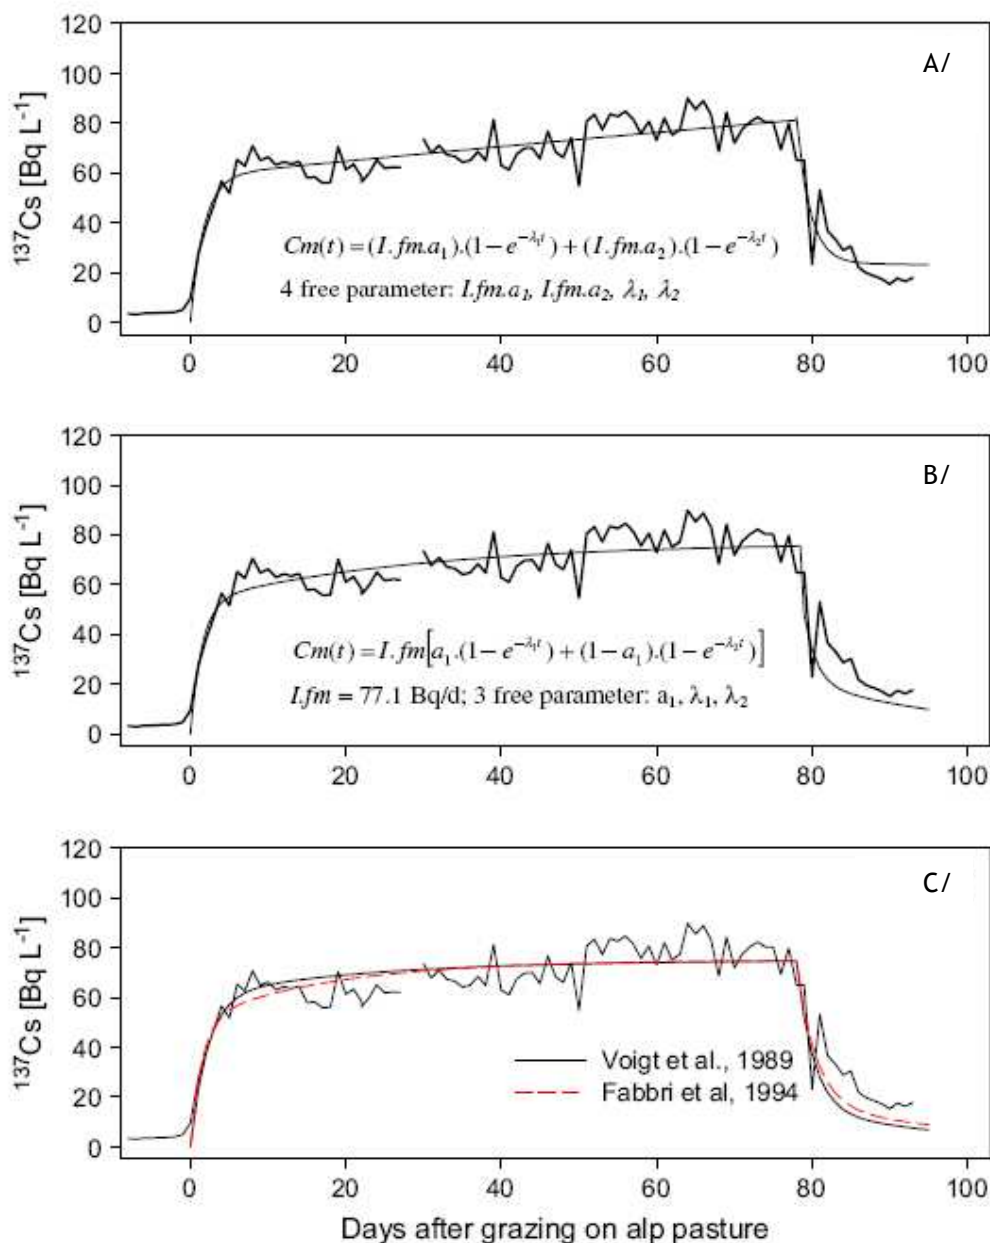 A/
120
100
80
60
40
20
0
¹³⁷Cs [Bq L⁻¹]
Cm(t) = (I.fm.a₁).(1 − e^{−λ₁t}) + (I.fm.a₂).(1 − e^{−λ₂t})
4 free parameter: I.fm.a₁, I.fm.a₂, λ₁, λ₂
0 20 40 60 80 100
B/
120
100
80
60
40
20
0
¹³⁷Cs [Bq L⁻¹]
Cm(t) = I.fm[a₁.(1 − e^{−λ₁t}) + (1 − a₁).(1 − e^{−λ₂t})]
I.fm = 77.1 Bq/d; 3 free parameter: a₁, λ₁, λ₂
0 20 40 60 80 100
C/
120
100
80
60
40
20
0
¹³⁷Cs [Bq L⁻¹]
Voigt et al., 1989
Fabbri et al, 1994
0 20 40 60 80 100
Days after grazing on alp pasture